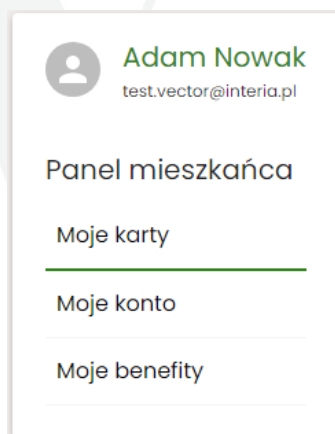 Adam Nowak
test.vector@interia.pl
Panel mieszkańca
Moje karty
Moje konto
Moje benefity